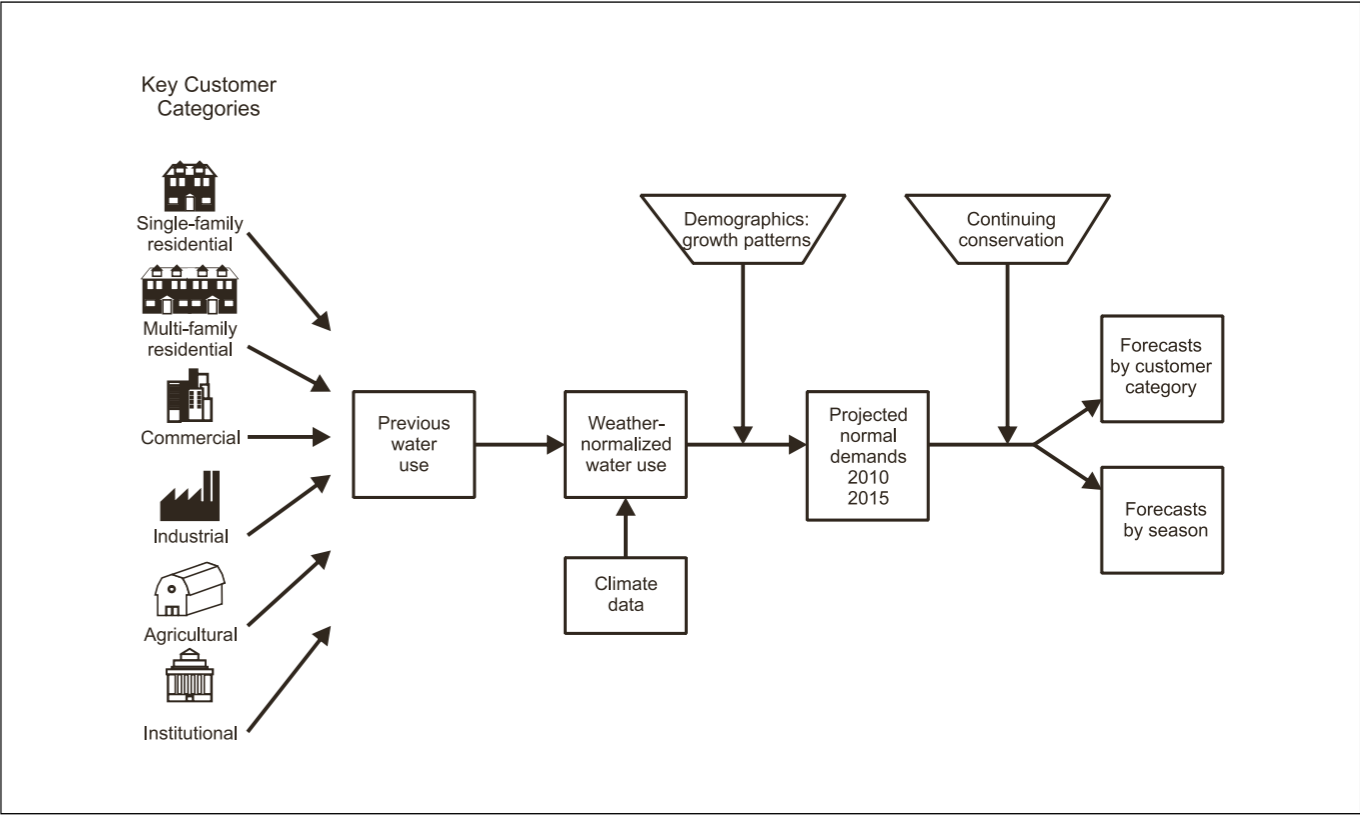 Key Customer
Categories
Single-family
residential
Multi-family
residential
Commercial
Industrial
Agricultural
Institutional
Previous
water
use
Weather-
normalized
water use
Climate
data
Demographics:
growth patterns
Projected
normal
demands
2010
2015
Continuing
conservation
Forecasts
by customer
category
Forecasts
by season